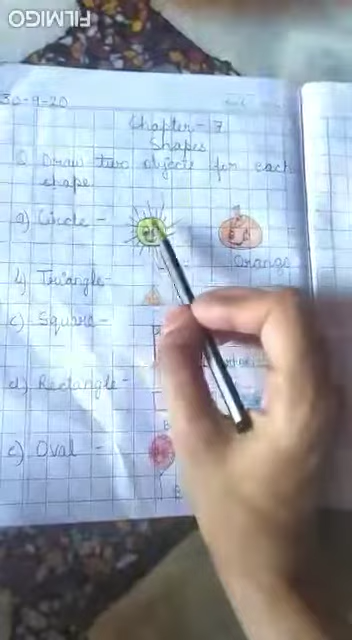 FILMIGO
30-9-20
Chapter - 7
Shapes
Q Draw two objects for each
shape.
a) Circle -
Orange
b) Triangle -
c) Square -
d) Rectangle -
e) Oval -
B